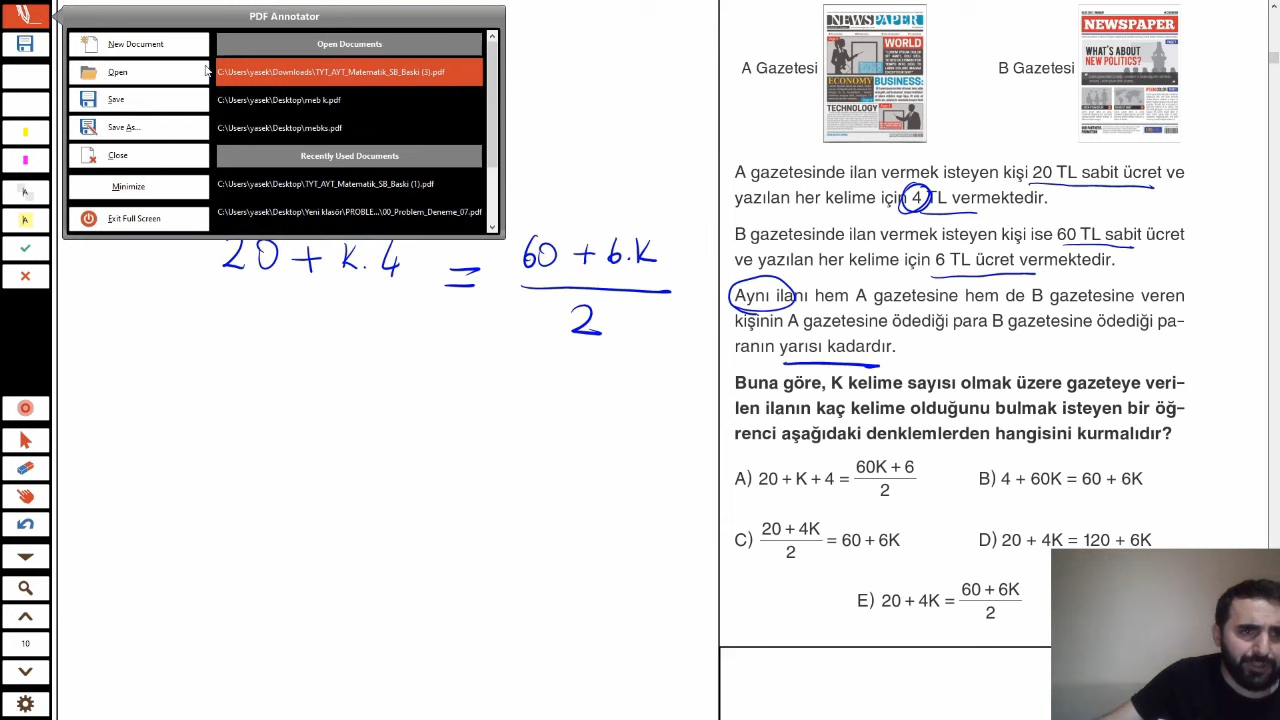 PDF Annotator
New Document
Open
Save
Save As...
Close
Minimize
Exit Full Screen
Open Documents
C:\Users\yasek\Downloads\TYT_AYT_Matematik_SB_Baski (3).pdf
C:\Users\yasek\Desktop\meb k.pdf
C:\Users\yasek\Desktop\mebks.pdf
Recently Used Documents
C:\Users\yasek\Desktop\TYT_AYT_Matematik_SB_Baski (1).pdf
C:\Users\yasek\Desktop\Yeni klasör\PROBLE...\00_Problem_Deneme_07.pdf
20 + K.4 = 60 + 6.K
2
10
A Gazetesi
NEWSPAPER
WORLD
ECONOMY
BUSINESS:
TECHNOLOGY
B Gazetesi
NEWSPAPER
WHAT'S ABOUT
NEW POLITICS?
A gazetesinde ilan vermek isteyen kişi 20 TL sabit ücret ve
yazılan her kelime için 4 TL vermektedir.
B gazetesinde ilan vermek isteyen kişi ise 60 TL sabit ücret
ve yazılan her kelime için 6 TL ücret vermektedir.
Aynı ilanı hem A gazetesine hem de B gazetesine veren
kişinin A gazetesine ödediği para B gazetesine ödediği pa-
ranın yarısı kadardır.
Buna göre, K kelime sayısı olmak üzere gazeteye veri-
len ilanın kaç kelime olduğunu bulmak isteyen bir öğ-
renci aşağıdaki denklemlerden hangisini kurmalıdır?
A) 20 + K + 4 = 60K + 6
2
B) 4 + 60K = 60 + 6K
C) 20 + 4K
2 = 60 + 6K
D) 20 + 4K = 120 + 6K
E) 20 + 4K = 60 + 6K
2